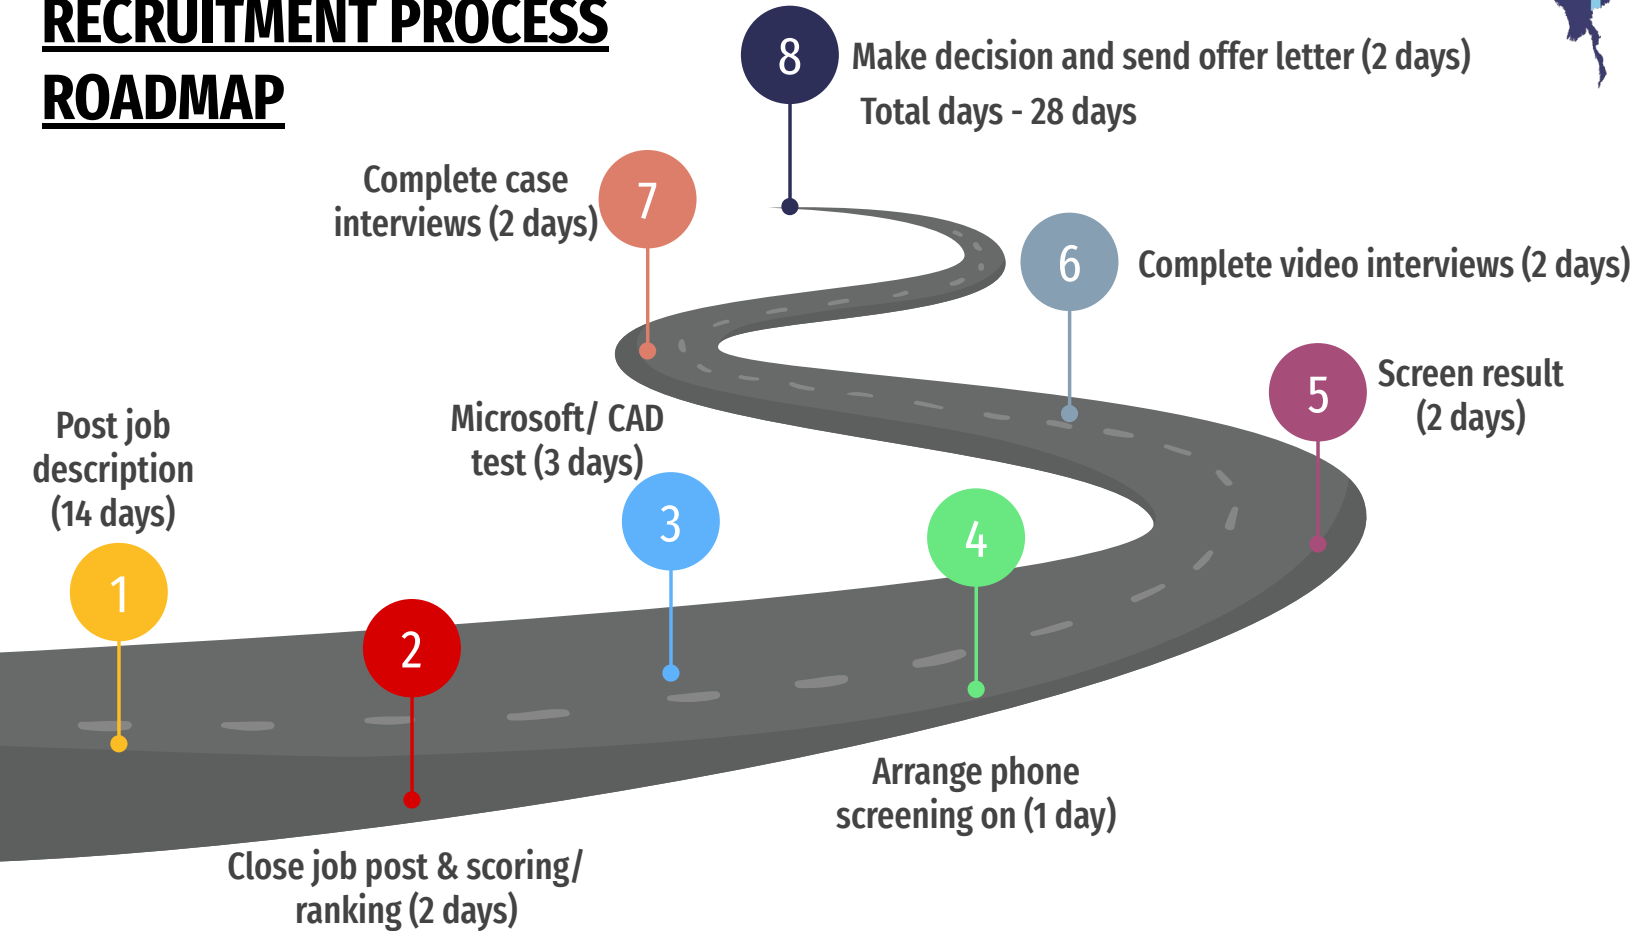 RECRUITMENT PROCESS
ROADMAP
8
Make decision and send offer letter (2 days)
Total days - 28 days
Complete case
interviews (2 days)
7
6
Complete video interviews (2 days)
5
Screen result
(2 days)
Microsoft/ CAD
test (3 days)
3
4
Post job
description
(14 days)
1
2
Arrange phone
screening on (1 day)
Close job post & scoring/
ranking (2 days)